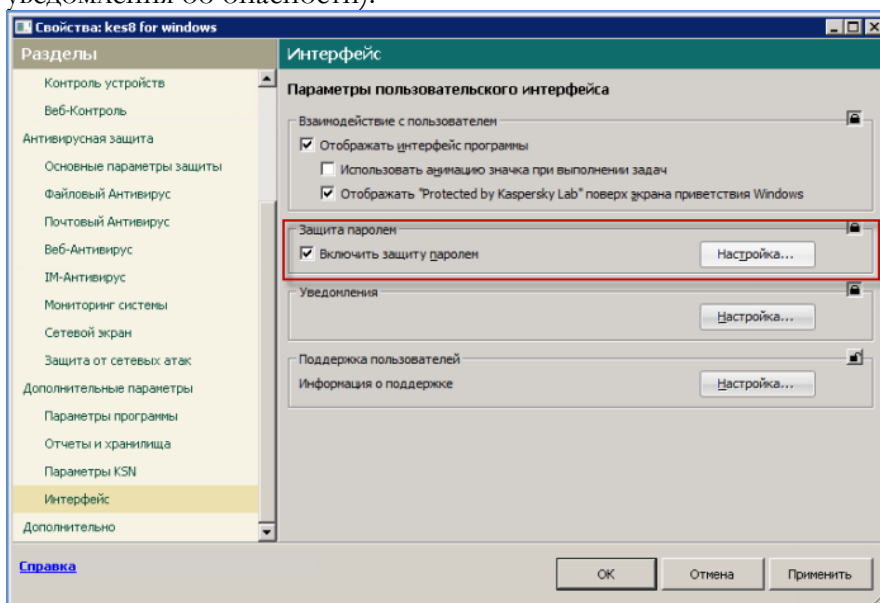 уведомления об опасности).
Свойства: kes8 for windows
Разделы
Контроль устройств
Веб-Контроль
Антивирусная защита
Основные параметры защиты
Файловый Антивирус
Почтовый Антивирус
Веб-Антивирус
IM-Антивирус
Мониторинг системы
Сетевой экран
Защита от сетевых атак
Дополнительные параметры
Параметры программы
Отчеты и хранилища
Параметры KSN
Интерфейс
Дополнительно
Интерфейс
Параметры пользовательского интерфейса
Взаимодействие с пользователем
Отображать интерфейс программы
Использовать анимацию значка при выполнении задач
Отображать "Protected by Kaspersky Lab" поверх экрана приветствия Windows
Защита паролем
Включить защиту паролем
Настройка...
Уведомления
Настройка...
Поддержка пользователей
Информация о поддержке
Настройка...
Справка
ОК
Отмена
Применить